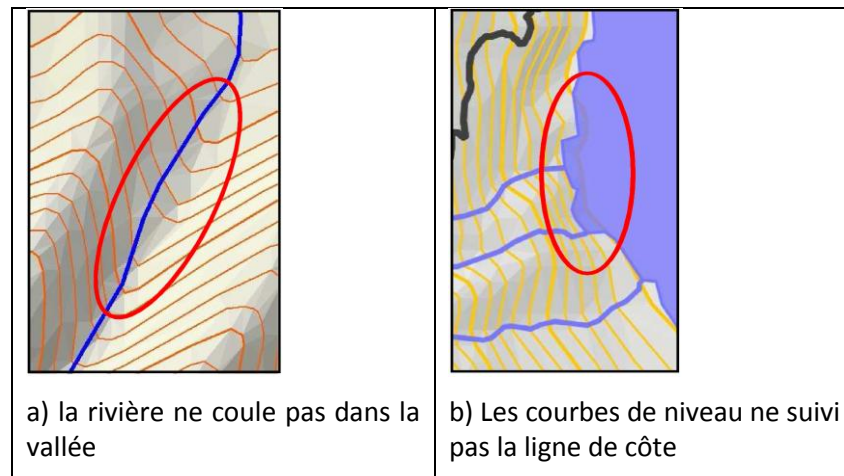 a) la rivière ne coule pas dans la
vallée
b) Les courbes de niveau ne suivi
pas la ligne de côte